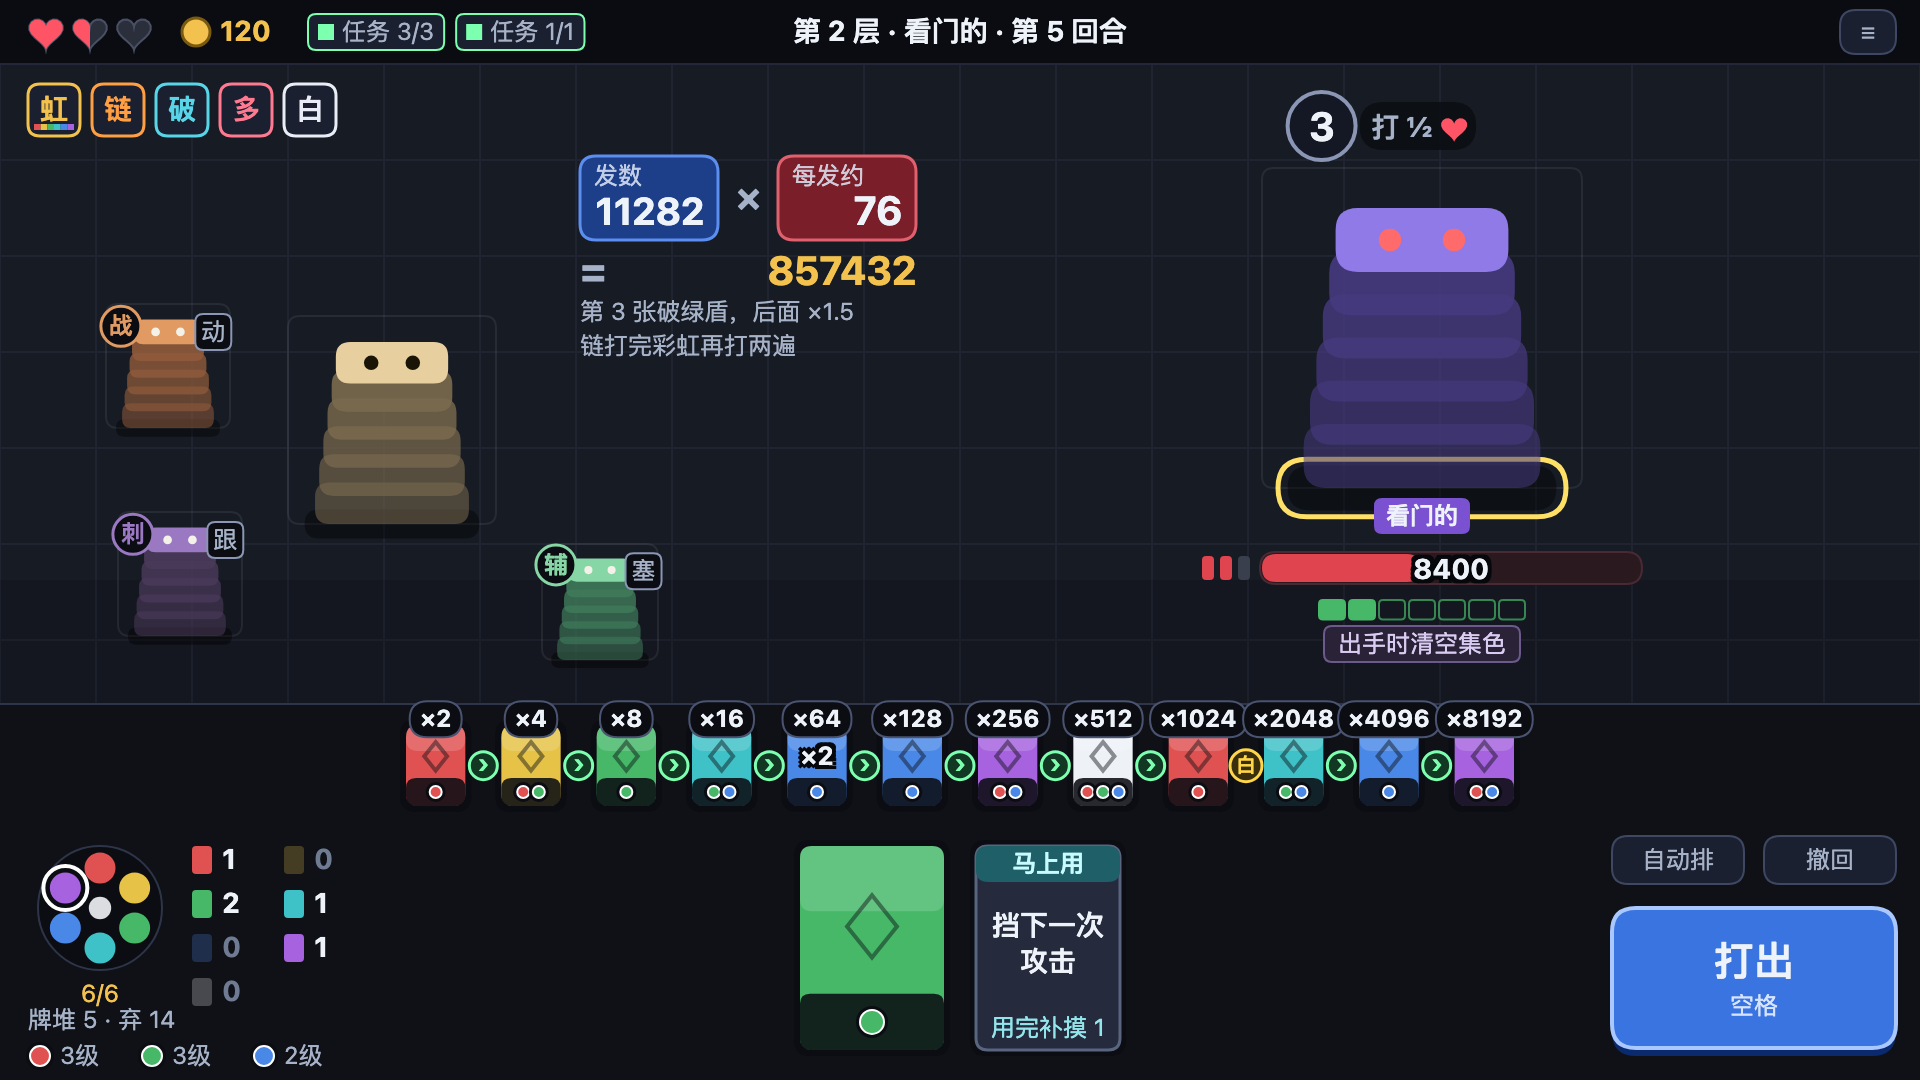 120
任务 3/3
任务 1/1
第 2 层 · 看门的 · 第 5 回合
≡
虹
链
破
多
白
3
打 ½
发数
11282
×
每发约
76
=
857432
第 3 张破绿盾，后面 ×1.5
链打完彩虹再打两遍
战
动
刺
跟
辅
塞
看门的
8400
出手时清空集色
×2
×4
×8
×16
×64
×128
×256
×512
×1024
×2048
×4096
×8192
×2
白
1
0
2
1
0
1
0
6/6
牌堆 5 · 弃 14
3级
3级
2级
马上用
挡下一次
攻击
用完补摸 1
自动排
撤回
打出
空格